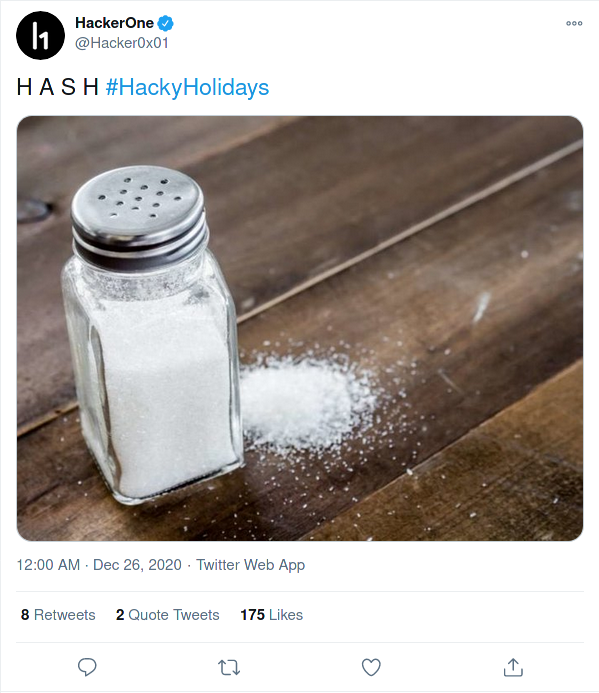 HackerOne
@Hacker0x01
H A S H #HackyHolidays
12:00 AM · Dec 26, 2020 · Twitter Web App
8 Retweets 2 Quote Tweets 175 Likes